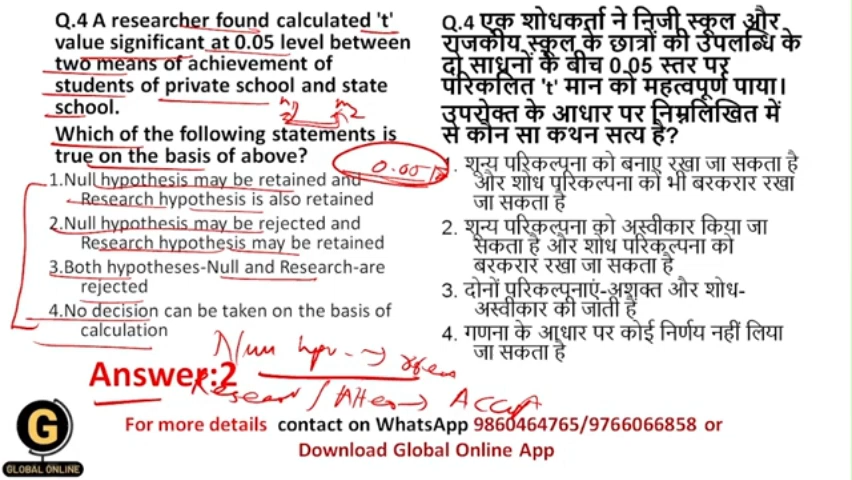 Q.4 A researcher found calculated 't'
value significant at 0.05 level between
two means of achievement of
students of private school and state
school.
Which of the following statements is
true on the basis of above?
1.Null hypothesis may be retained and
Research hypothesis is also retained
2.Null hypothesis may be rejected and
Research hypothesis may be retained
3.Both hypotheses-Null and Research-are
rejected
4.No decision can be taken on the basis of
calculation
Answer:2
Q.4 एक शोधकर्ता ने निजी स्कूल और
राजकीय स्कूल के छात्रों की उपलब्धि के
दो साधनों के बीच 0.05 स्तर पर
परिकलित 't' मान को महत्वपूर्ण पाया।
उपरोक्त के आधार पर निम्नलिखित में
से कौन सा कथन सत्य है?
. शून्य परिकल्पना को बनाए रखा जा सकता है
और शोध परिकल्पना को भी बरकरार रखा
जा सकता है
2. शून्य परिकल्पना को अस्वीकार किया जा
सकता है और शोध परिकल्पना को
बरकरार रखा जा सकता है
3. दोनों परिकल्पनाएं-अशक्त और शोध-
अस्वीकार की जाती हैं
4. गणना के आधार पर कोई निर्णय नहीं लिया
जा सकता है
For more details contact on WhatsApp 9860464765/9766066858 or
Download Global Online App
G
GLOBAL ONLINE